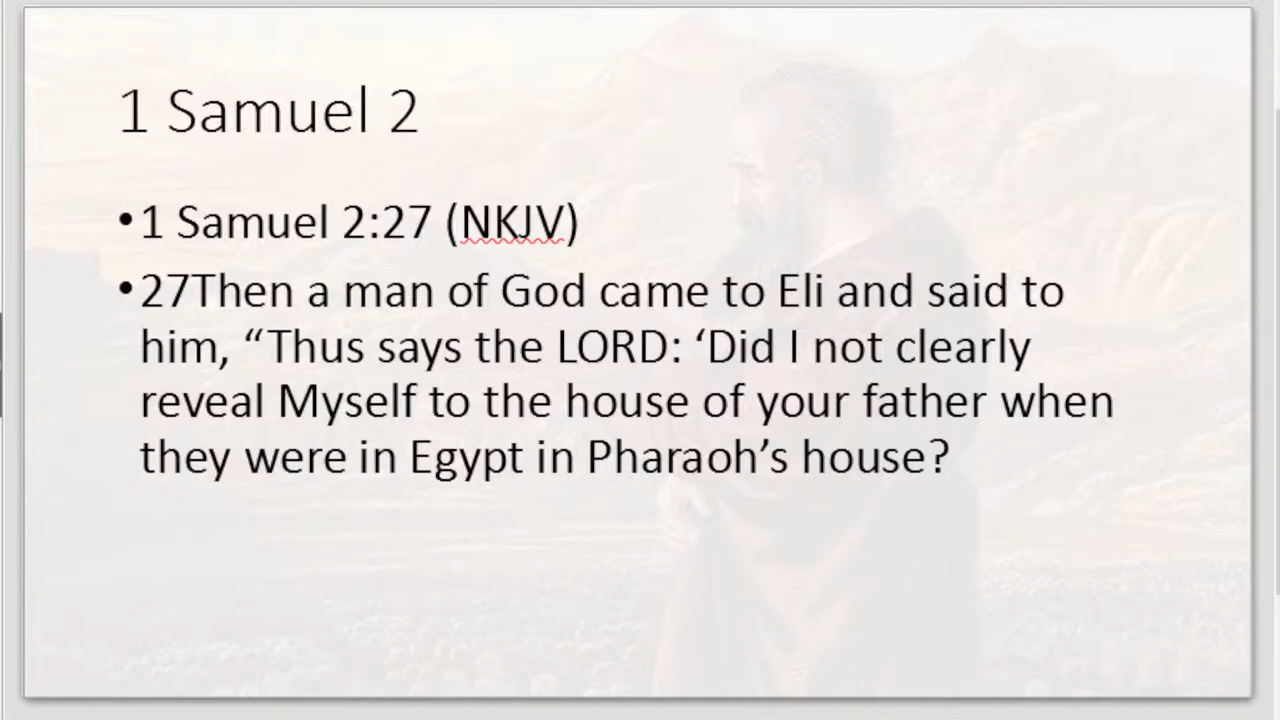 1 Samuel 2
•1 Samuel 2:27 (NKJV)
•27Then a man of God came to Eli and said to
him, “Thus says the LORD: ‘Did I not clearly
reveal Myself to the house of your father when
they were in Egypt in Pharaoh’s house?